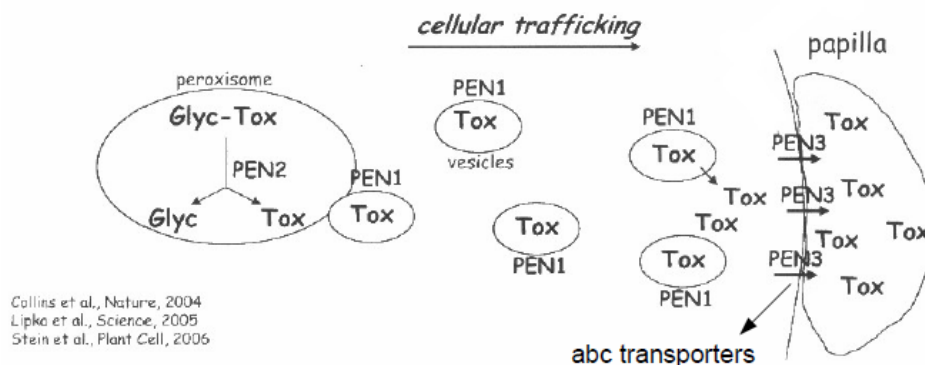 cellular trafficking
papilla
peroxisome
Glyc-Tox
PEN2
Glyc
Tox
PEN1
Tox
PEN1
Tox
vesicles
Tox
PEN1
PEN1
Tox
Tox
Tox
Tox
PEN1
PEN3
PEN3
PEN3
Tox
Tox
Tox
Tox
Tox
Collins et al., Nature, 2004
Lipka et al., Science, 2005
Stein et al., Plant Cell, 2006
abc transporters